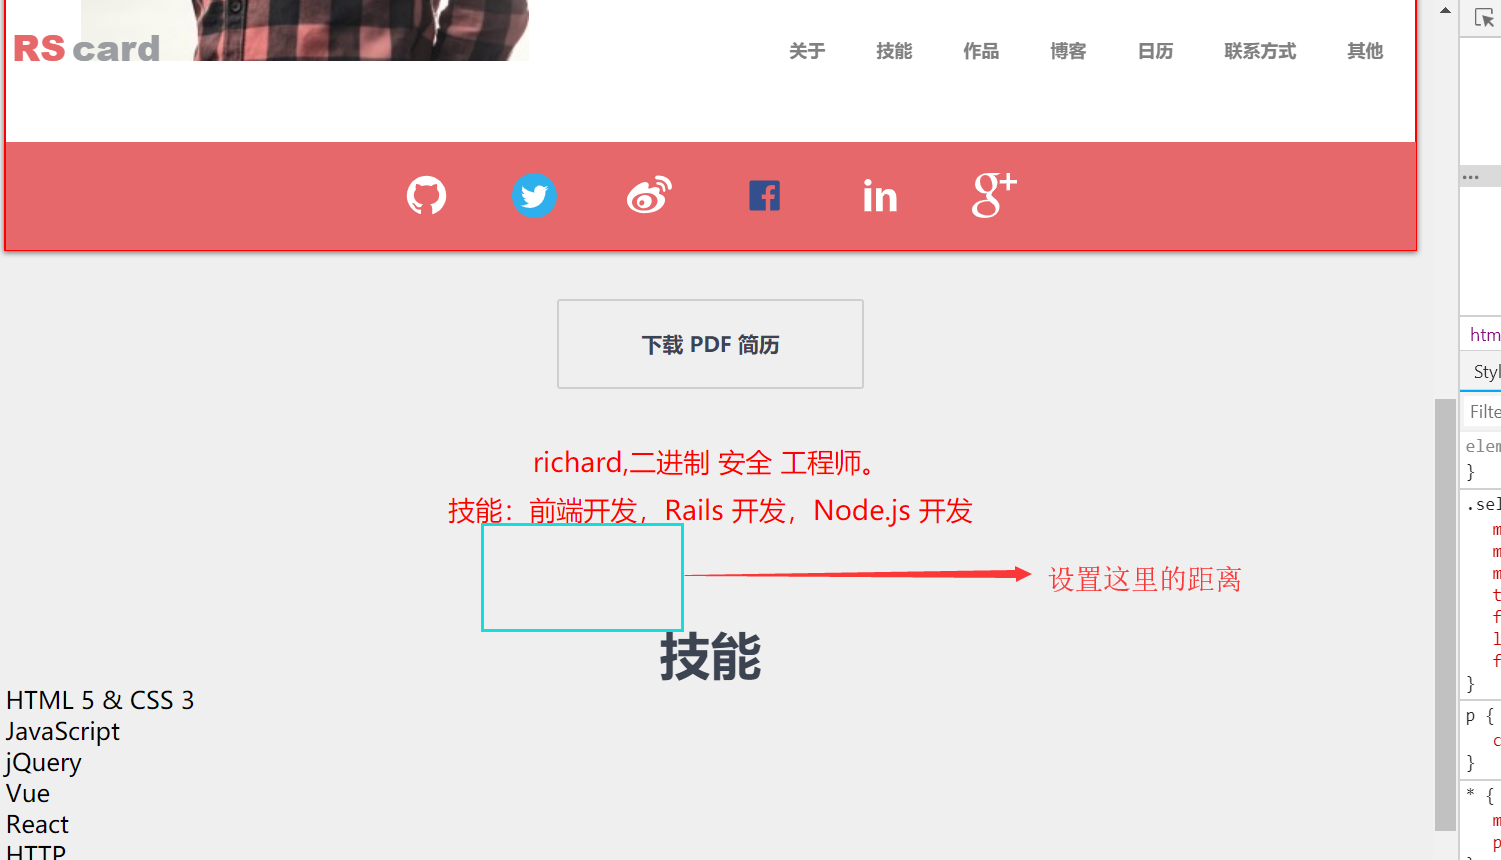 RS card
关于 技能 作品 博客 日历 联系方式 其他
下载 PDF 简历
richard,二进制 安全 工程师。
技能：前端开发，Rails 开发，Node.js 开发
设置这里的距离
技能
HTML 5 & CSS 3
JavaScript
jQuery
Vue
React
HTTP
htm
Styl
Filte
elem
}
.sel
m
m
m
t
f
l
f
}
p {
c
}
* {
m
p